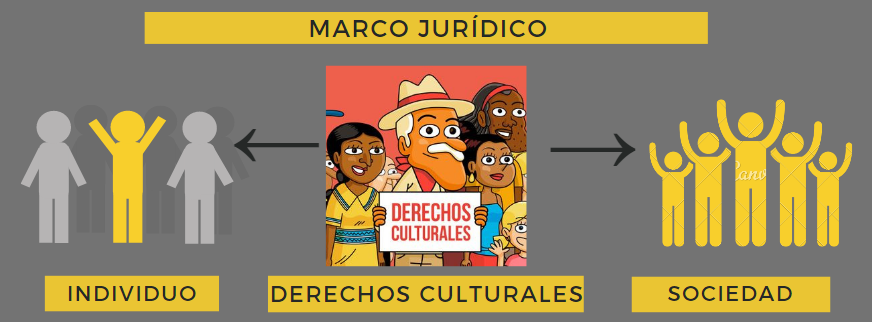 MARCO JURÍDICO
DERECHOS
CULTURALES
INDIVIDUO
DERECHOS CULTURALES
SOCIEDAD